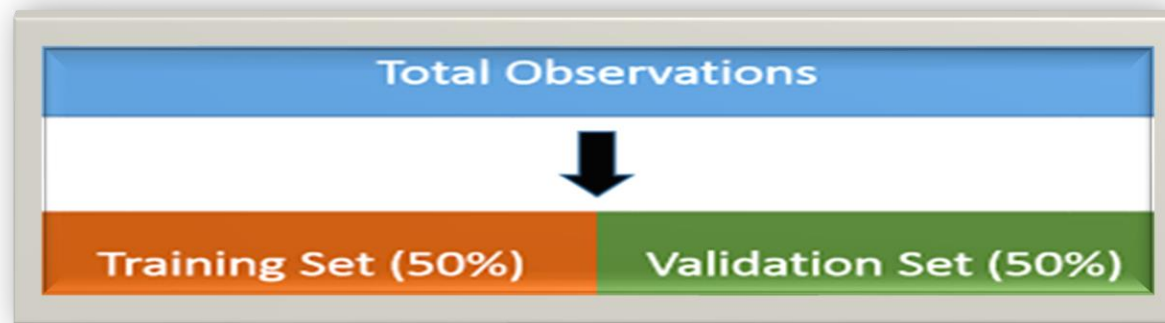 Total Observations
Training Set (50%)
Validation Set (50%)